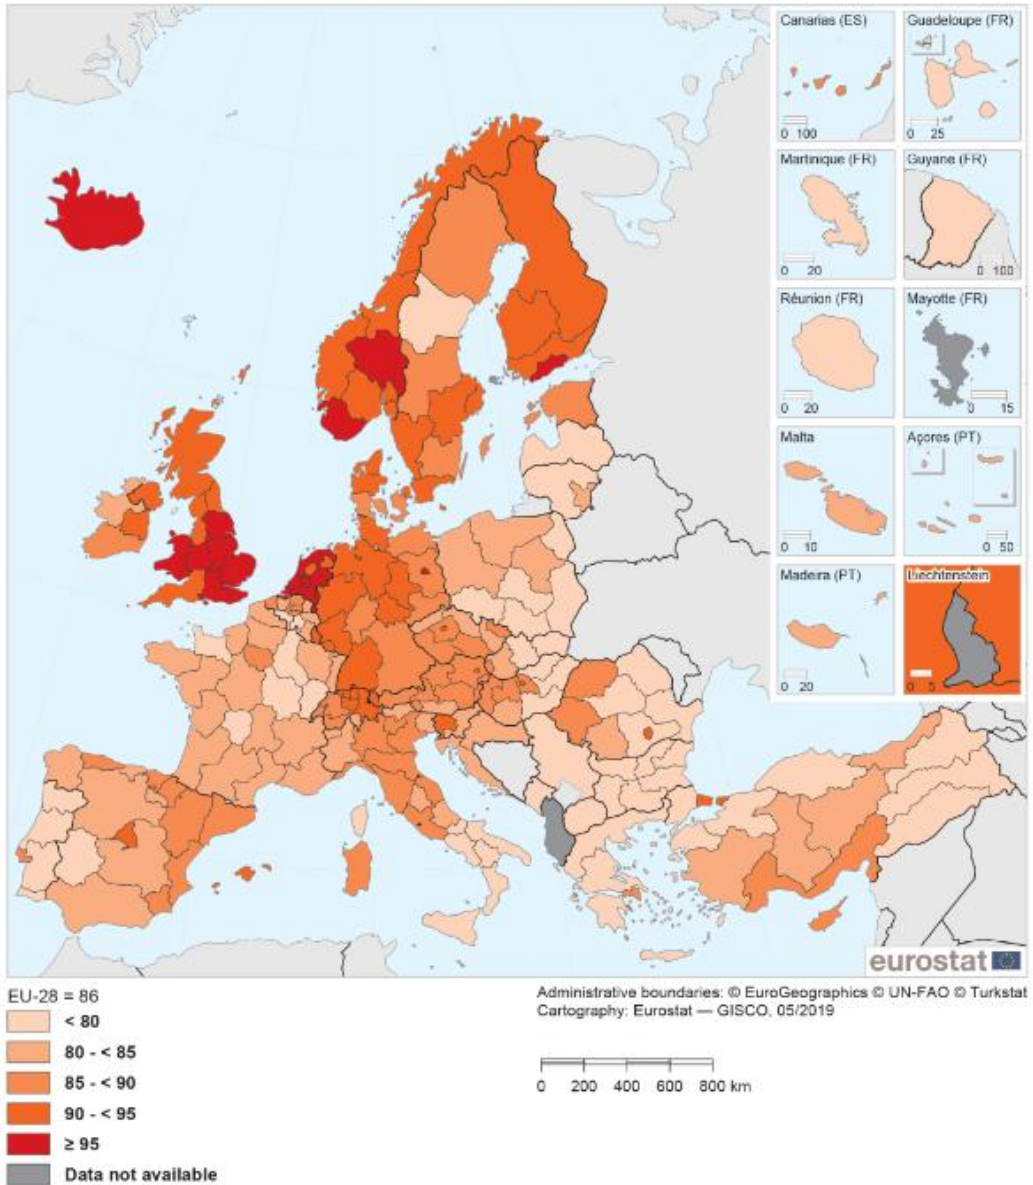 Canarias (ES)
0 100
Guadeloupe (FR)
0 25
Martinique (FR)
0 20
Guyane (FR)
0 100
Réunion (FR)
0 20
Mayotte (FR)
0 15
Malta
0 10
Açores (PT)
0 50
Madeira (PT)
0 20
Liechtenstein
0 5
eurostat
EU-28 = 86
< 80
80 - < 85
85 - < 90
90 - < 95
≥ 95
Data not available
Administrative boundaries: © EuroGeographics © UN-FAO © Turkstat
Cartography: Eurostat — GISCO, 05/2019
0 200 400 600 800 km